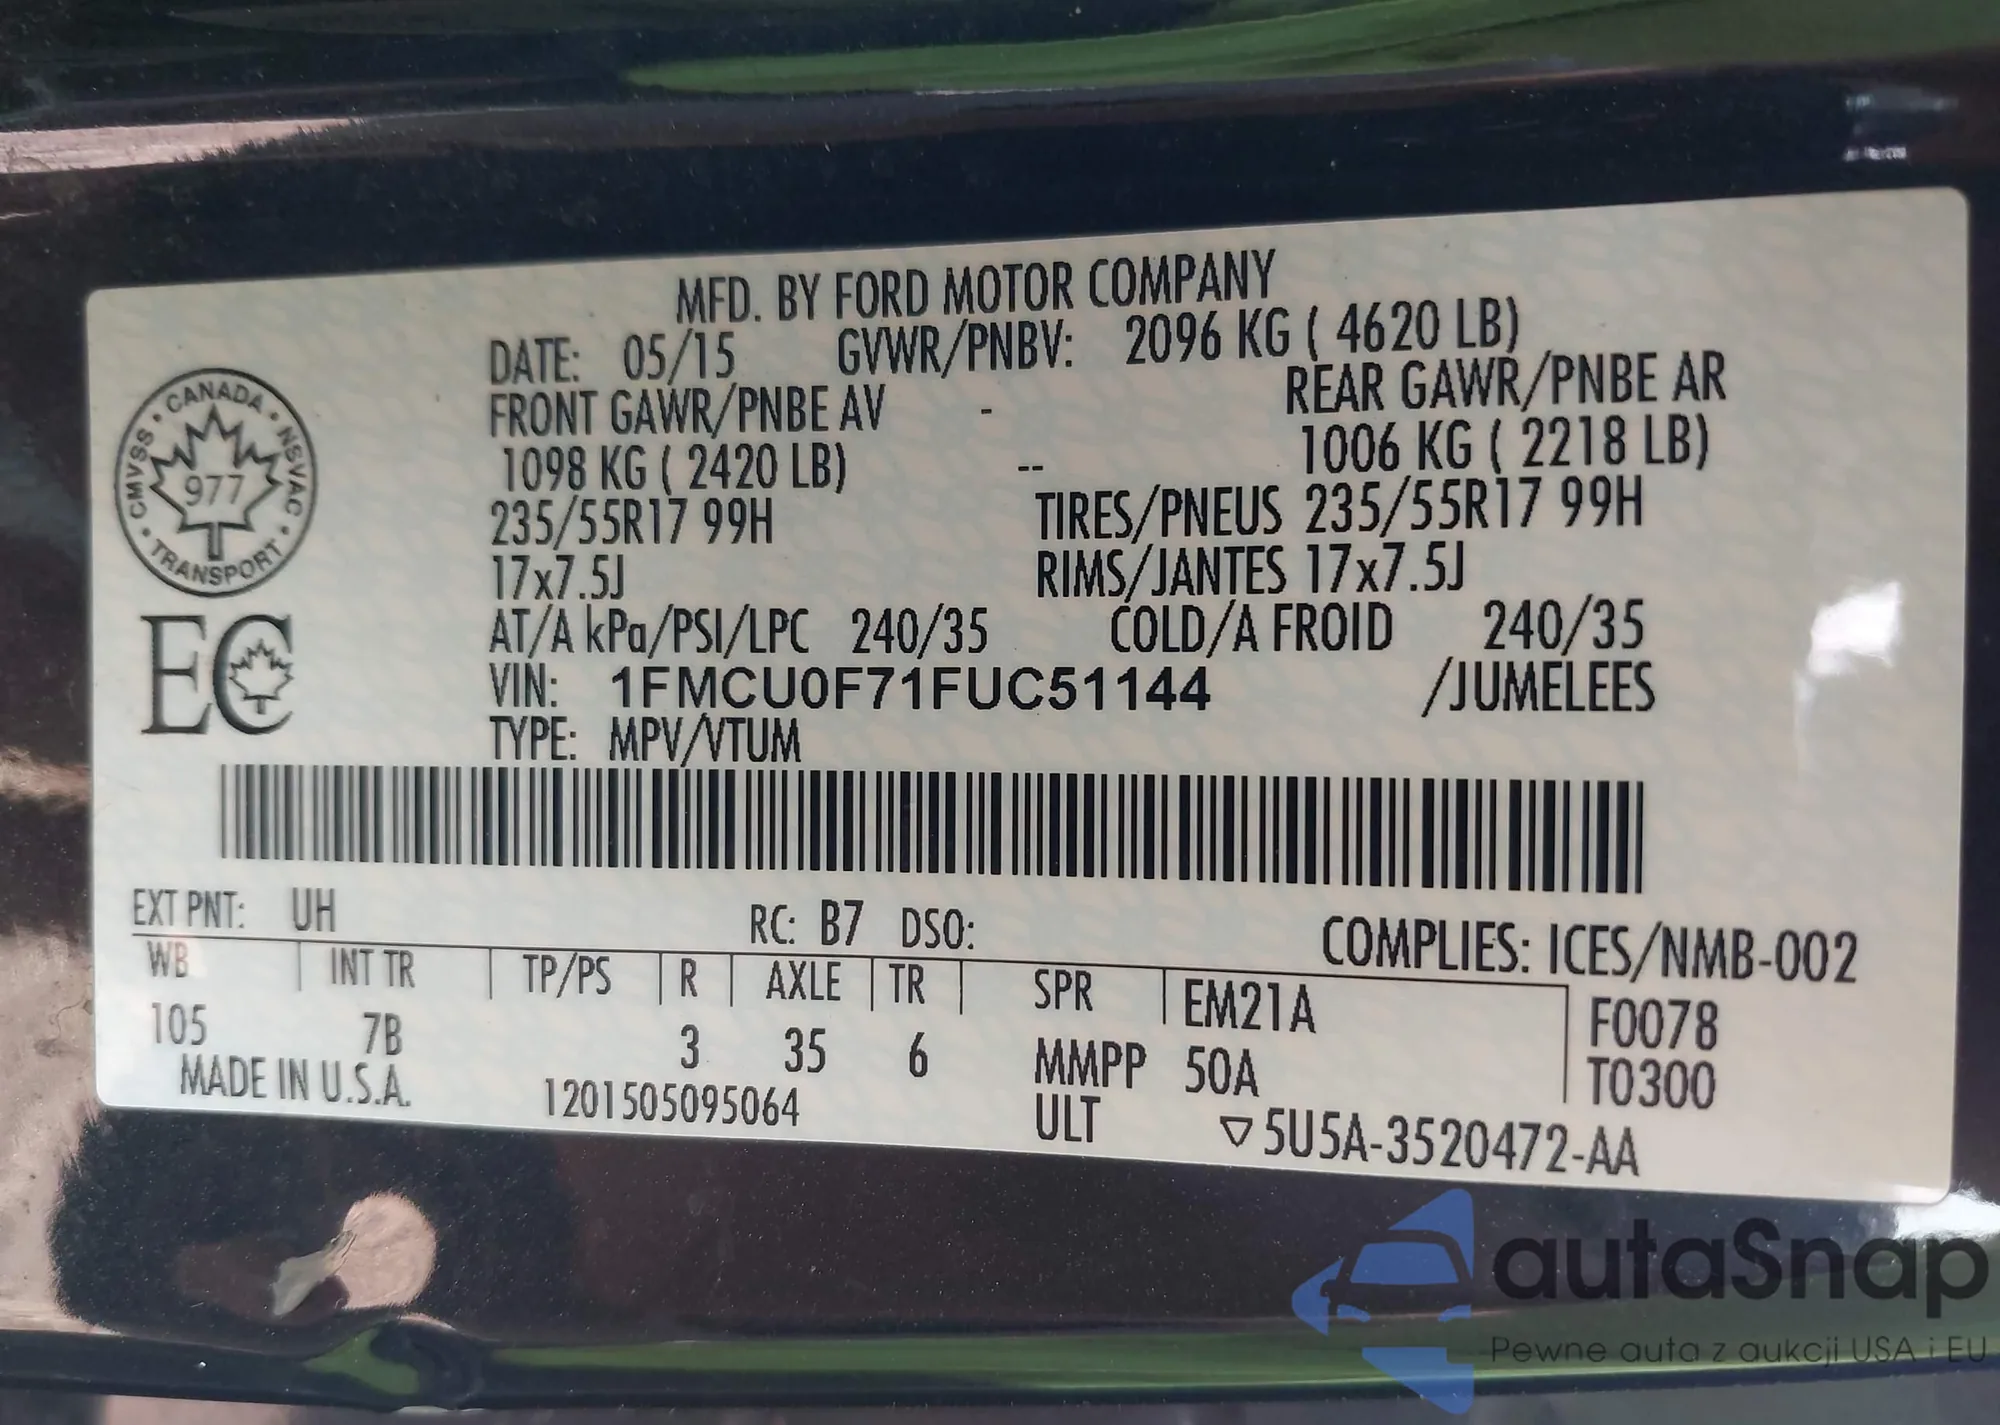 MFD. BY FORD MOTOR COMPANY
DATE: 05/15 GVWR/PNBV: 2096 KG ( 4620 LB)
FRONT GAWR/PNBE AV - REAR GAWR/PNBE AR
1098 KG ( 2420 LB) -- 1006 KG ( 2218 LB)
235/55R17 99H TIRES/PNEUS 235/55R17 99H
17x7.5J RIMS/JANTES 17x7.5J
AT/A kPa/PSI/LPC 240/35 COLD/A FROID 240/35
VIN: 1FMCU0F71FUC51144 /JUMELEES
TYPE: MPV/VTUM
CANADA
CMVSS · NSVAC
977
TRANSPORT
EC
EXT PNT: UH RC: B7 DSO: COMPLIES: ICES/NMB-002
WB INT TR TP/PS R AXLE TR SPR EM21A F0078
105 7B 3 35 6 MMPP 50A T0300
MADE IN U.S.A. 1201505095064 ULT ▽5U5A-3520472-AA
autaSnap
Pewne auta z aukcji USA i EU